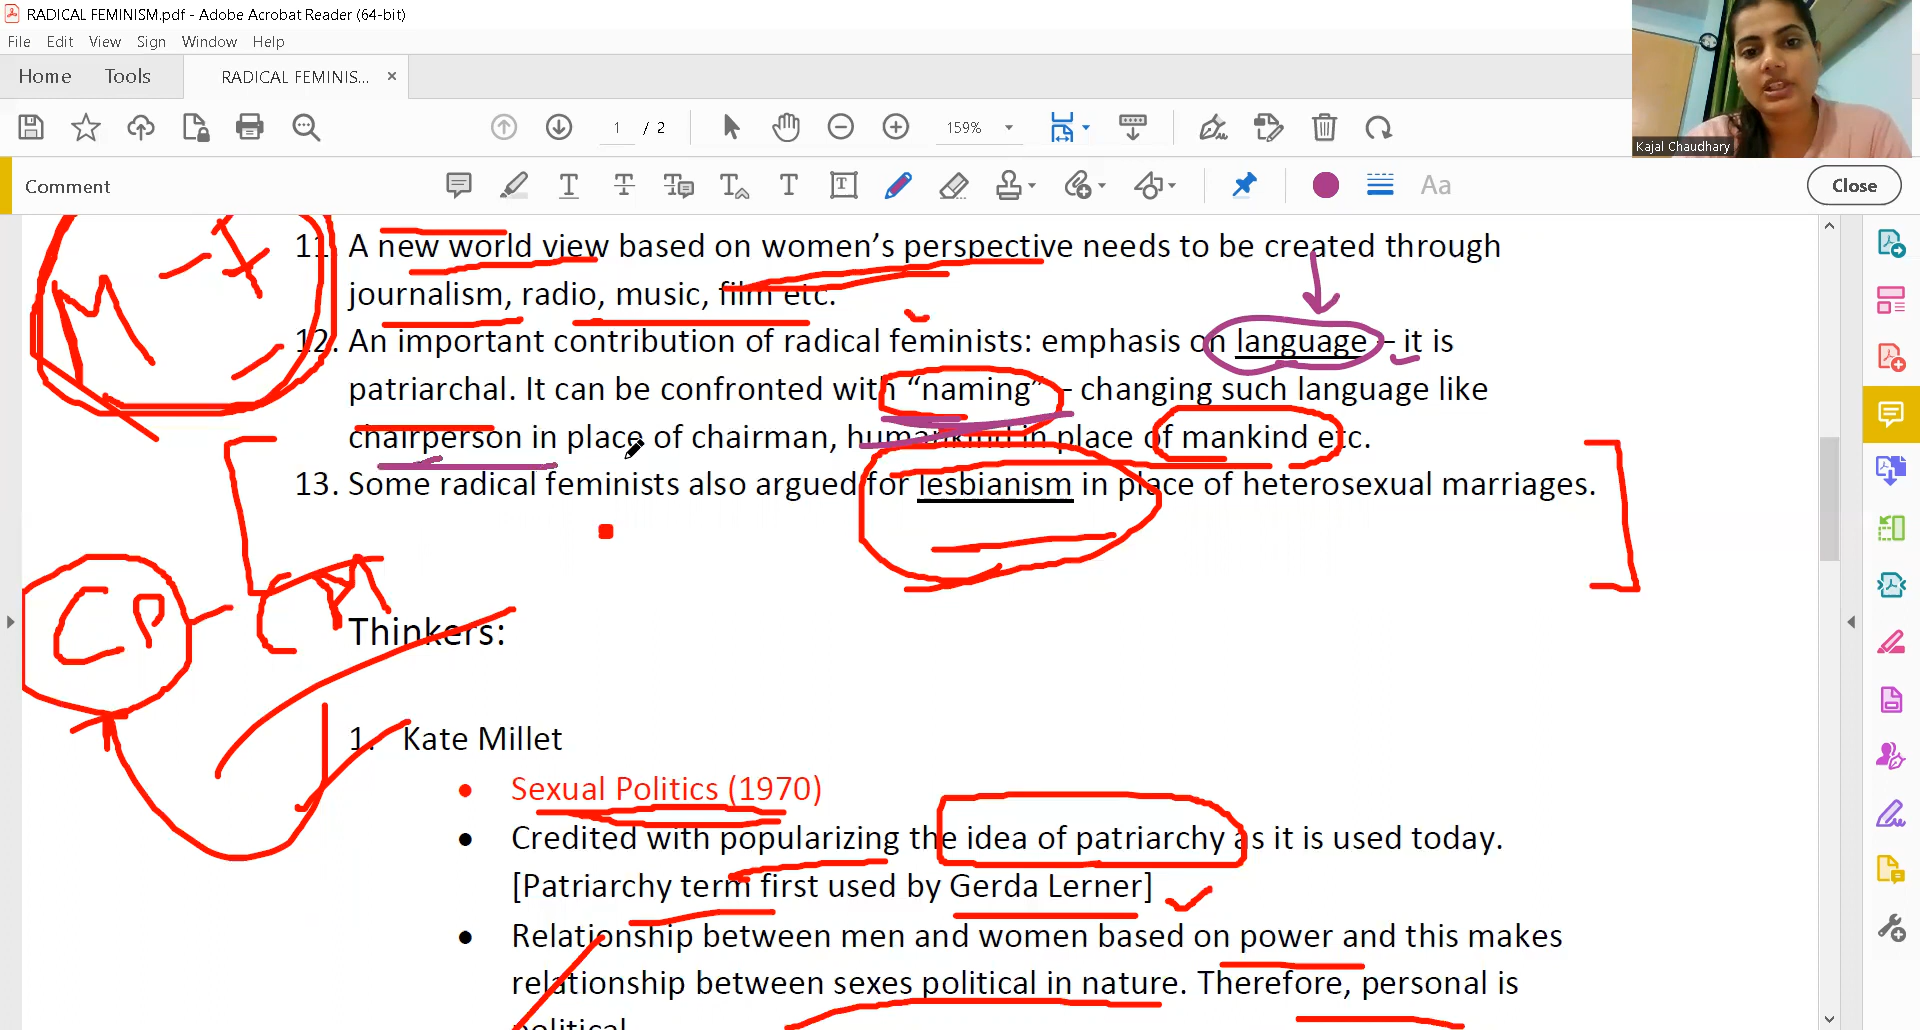 RADICAL FEMINISM.pdf - Adobe Acrobat Reader (64-bit)
File Edit View Sign Window Help
Home Tools RADICAL FEMINIS... ×
1 / 2 159%
Kajal Chaudhary
Comment Aa Close
11. A new world view based on women's perspective needs to be created through
journalism, radio, music, film etc.
12. An important contribution of radical feminists: emphasis on language – it is
patriarchal. It can be confronted with “naming” – changing such language like
chairperson in place of chairman, humankind in place of mankind etc.
13. Some radical feminists also argued for lesbianism in place of heterosexual marriages.
CP
Thinkers:
1. Kate Millet
• Sexual Politics (1970)
• Credited with popularizing the idea of patriarchy as it is used today.
[Patriarchy term first used by Gerda Lerner]
• Relationship between men and women based on power and this makes
relationship between sexes political in nature. Therefore, personal is
political